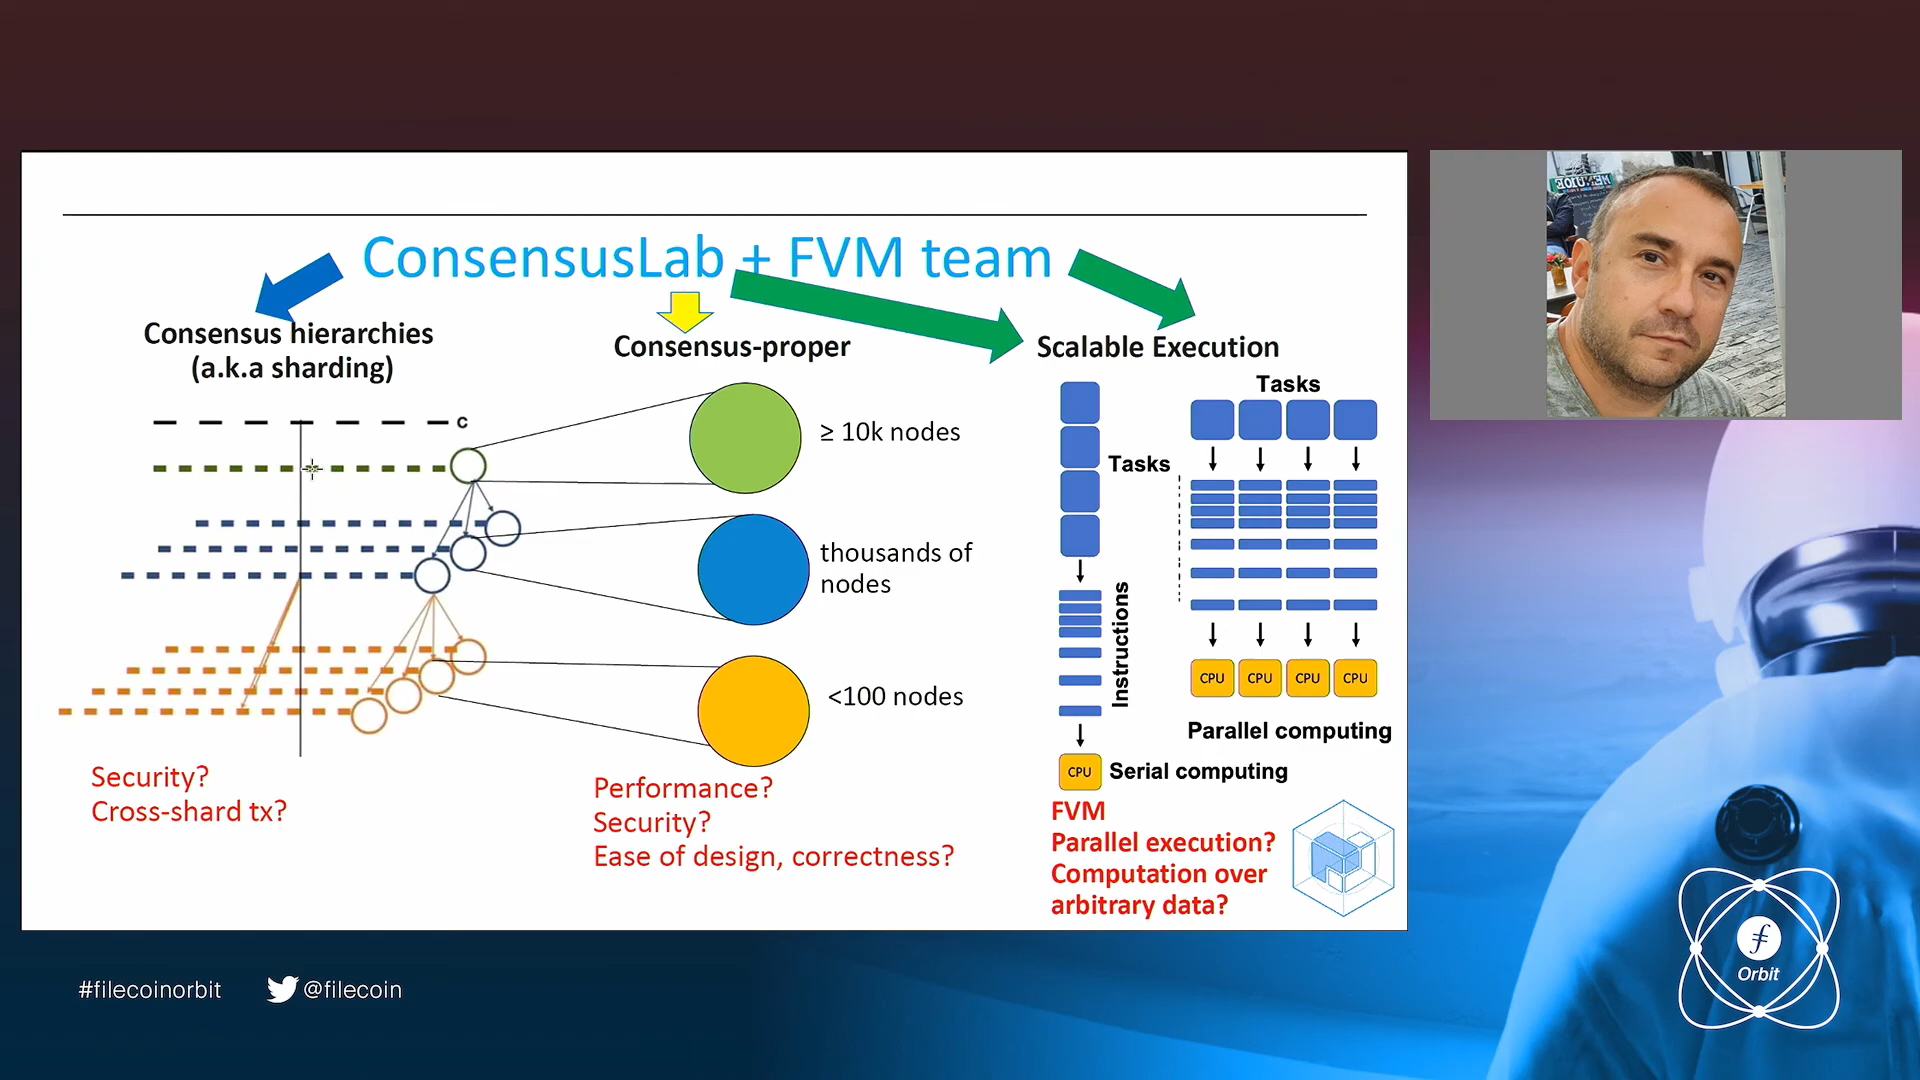 ConsensusLab + FVM team
Consensus hierarchies
(a.k.a sharding)
C
Security?
Cross-shard tx?
Consensus-proper
≥ 10k nodes
thousands of
nodes
<100 nodes
Performance?
Security?
Ease of design, correctness?
Scalable Execution
Tasks
Instructions
CPU
Serial computing
Tasks
CPU CPU CPU CPU
Parallel computing
FVM
Parallel execution?
Computation over
arbitrary data?
#filecoinorbit
@filecoin
Orbit